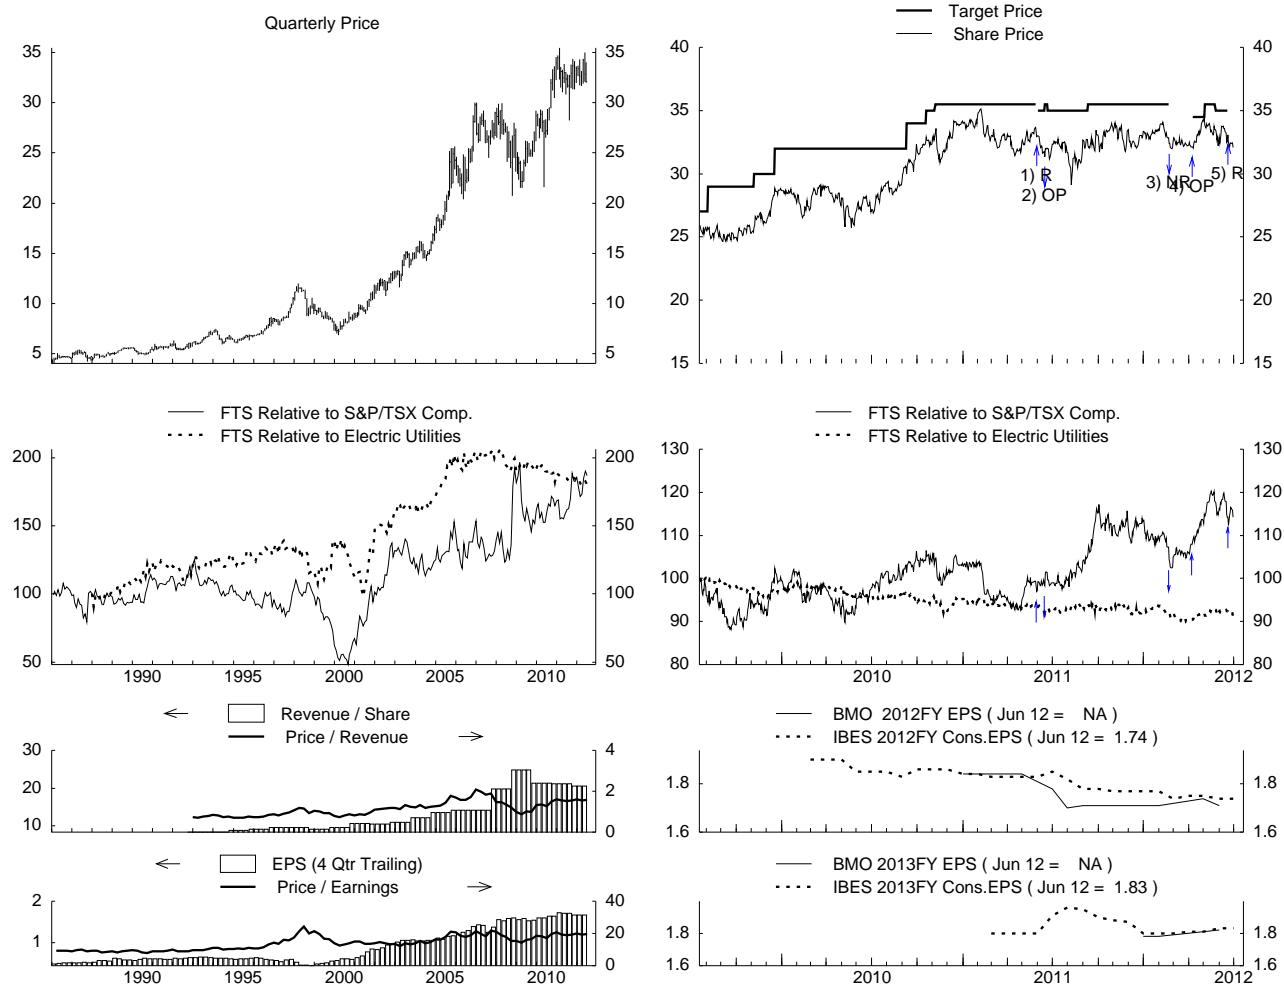 Quarterly Price
35 35
30 30
25 25
20 20
15 15
10 10
5 5
Target Price
Share Price
40 40
35 35
30 30
25 25
20 20
15 15
1) R
2) OP
3) NR
4) OP
5) R
FTS Relative to S&P/TSX Comp.
FTS Relative to Electric Utilities
200 200
150 150
100 100
50 50
1990 1995 2000 2005 2010
FTS Relative to S&P/TSX Comp.
FTS Relative to Electric Utilities
130 130
120 120
110 110
100 100
90 90
80 80
2010 2011 2012
Revenue / Share
Price / Revenue
30 4
20 2
10 0
BMO 2012FY EPS ( Jun 12 = NA )
IBES 2012FY Cons.EPS ( Jun 12 = 1.74 )
1.8 1.8
1.6 1.6
EPS (4 Qtr Trailing)
Price / Earnings
2 40
1 20
0
1990 1995 2000 2005 2010
BMO 2013FY EPS ( Jun 12 = NA )
IBES 2013FY Cons.EPS ( Jun 12 = 1.83 )
1.8 1.8
1.6 1.6
2010 2011 2012